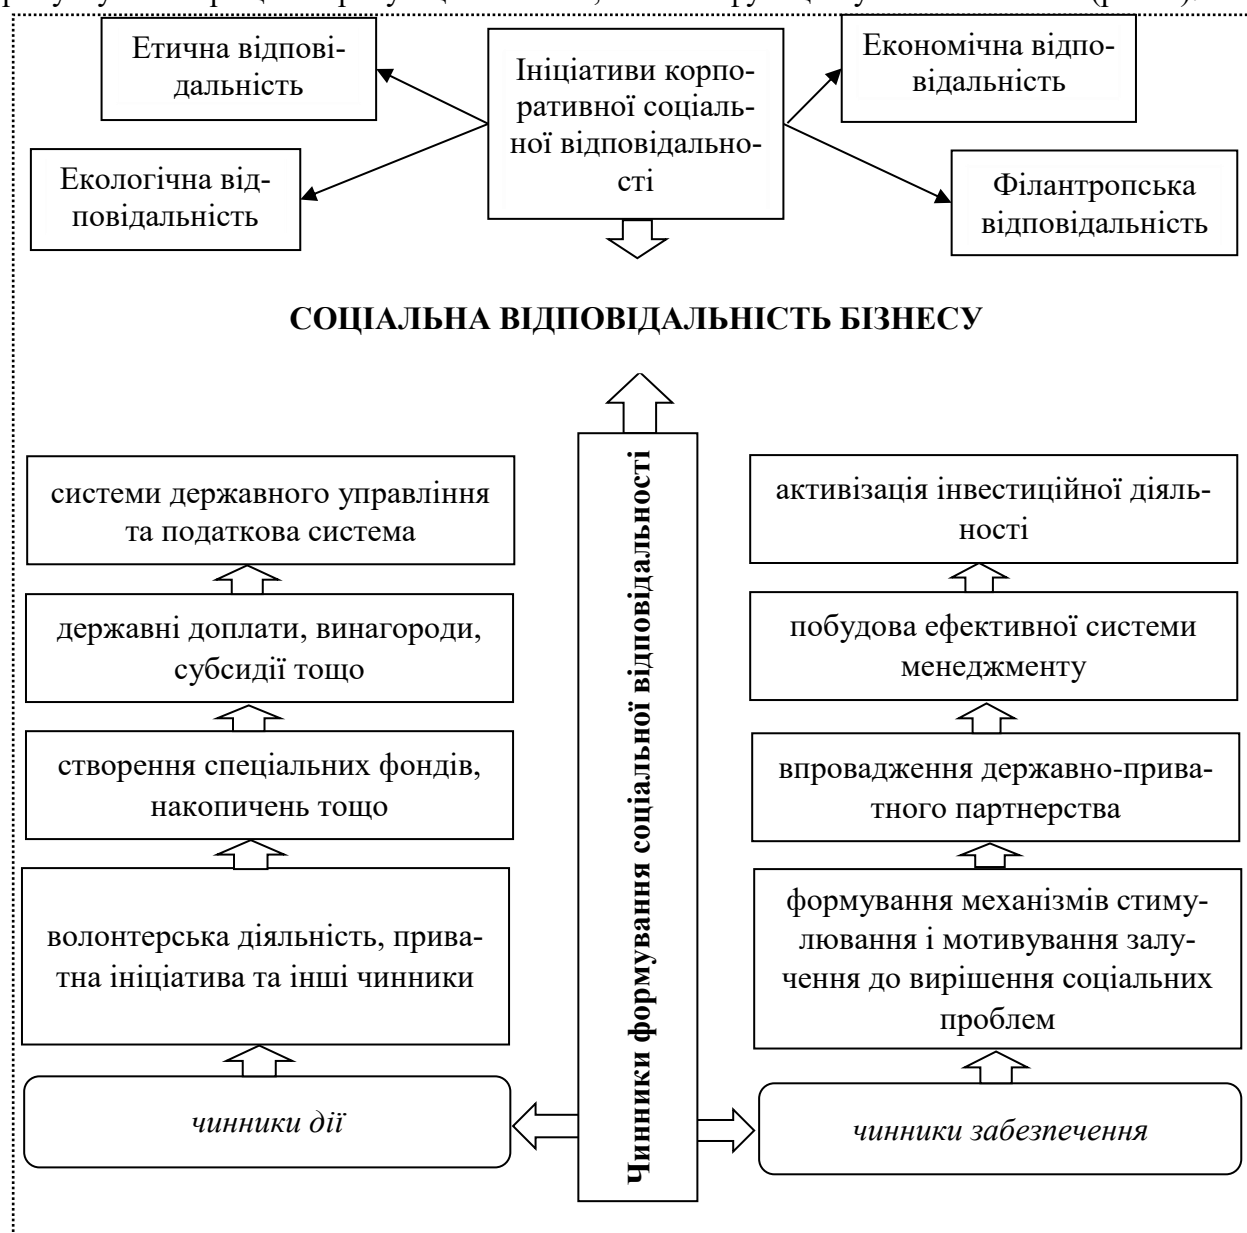 Етична відпові-
дальність
Ініціативи корпо-
ративної соціаль-
ної відповідально-
сті
Економічна відпо-
відальність
Екологічна від-
повідальність
Філантропська
відповідальність
СОЦІАЛЬНА ВІДПОВІДАЛЬНІСТЬ БІЗНЕСУ
системи державного управління
та податкова система
державні доплати, винагороди,
субсидії тощо
створення спеціальних фондів,
накопичень тощо
волонтерська діяльність, прива-
тна ініціатива та інші чинники
чинники дії
Чинники формування соціальної відповідальності
активізація інвестиційної діяль-
ності
побудова ефективної системи
менеджменту
впровадження державно-прива-
тного партнерства
формування механізмів стиму-
лювання і мотивування залу-
чення до вирішення соціальних
проблем
чинники забезпечення